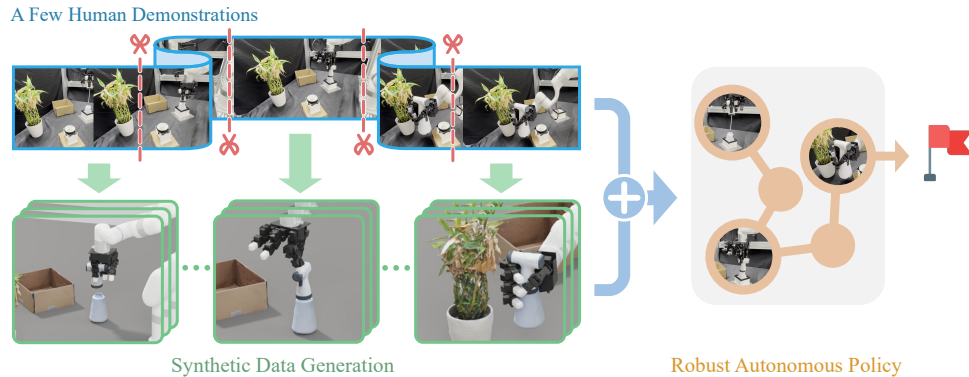 A Few Human Demonstrations
Synthetic Data Generation
Robust Autonomous Policy